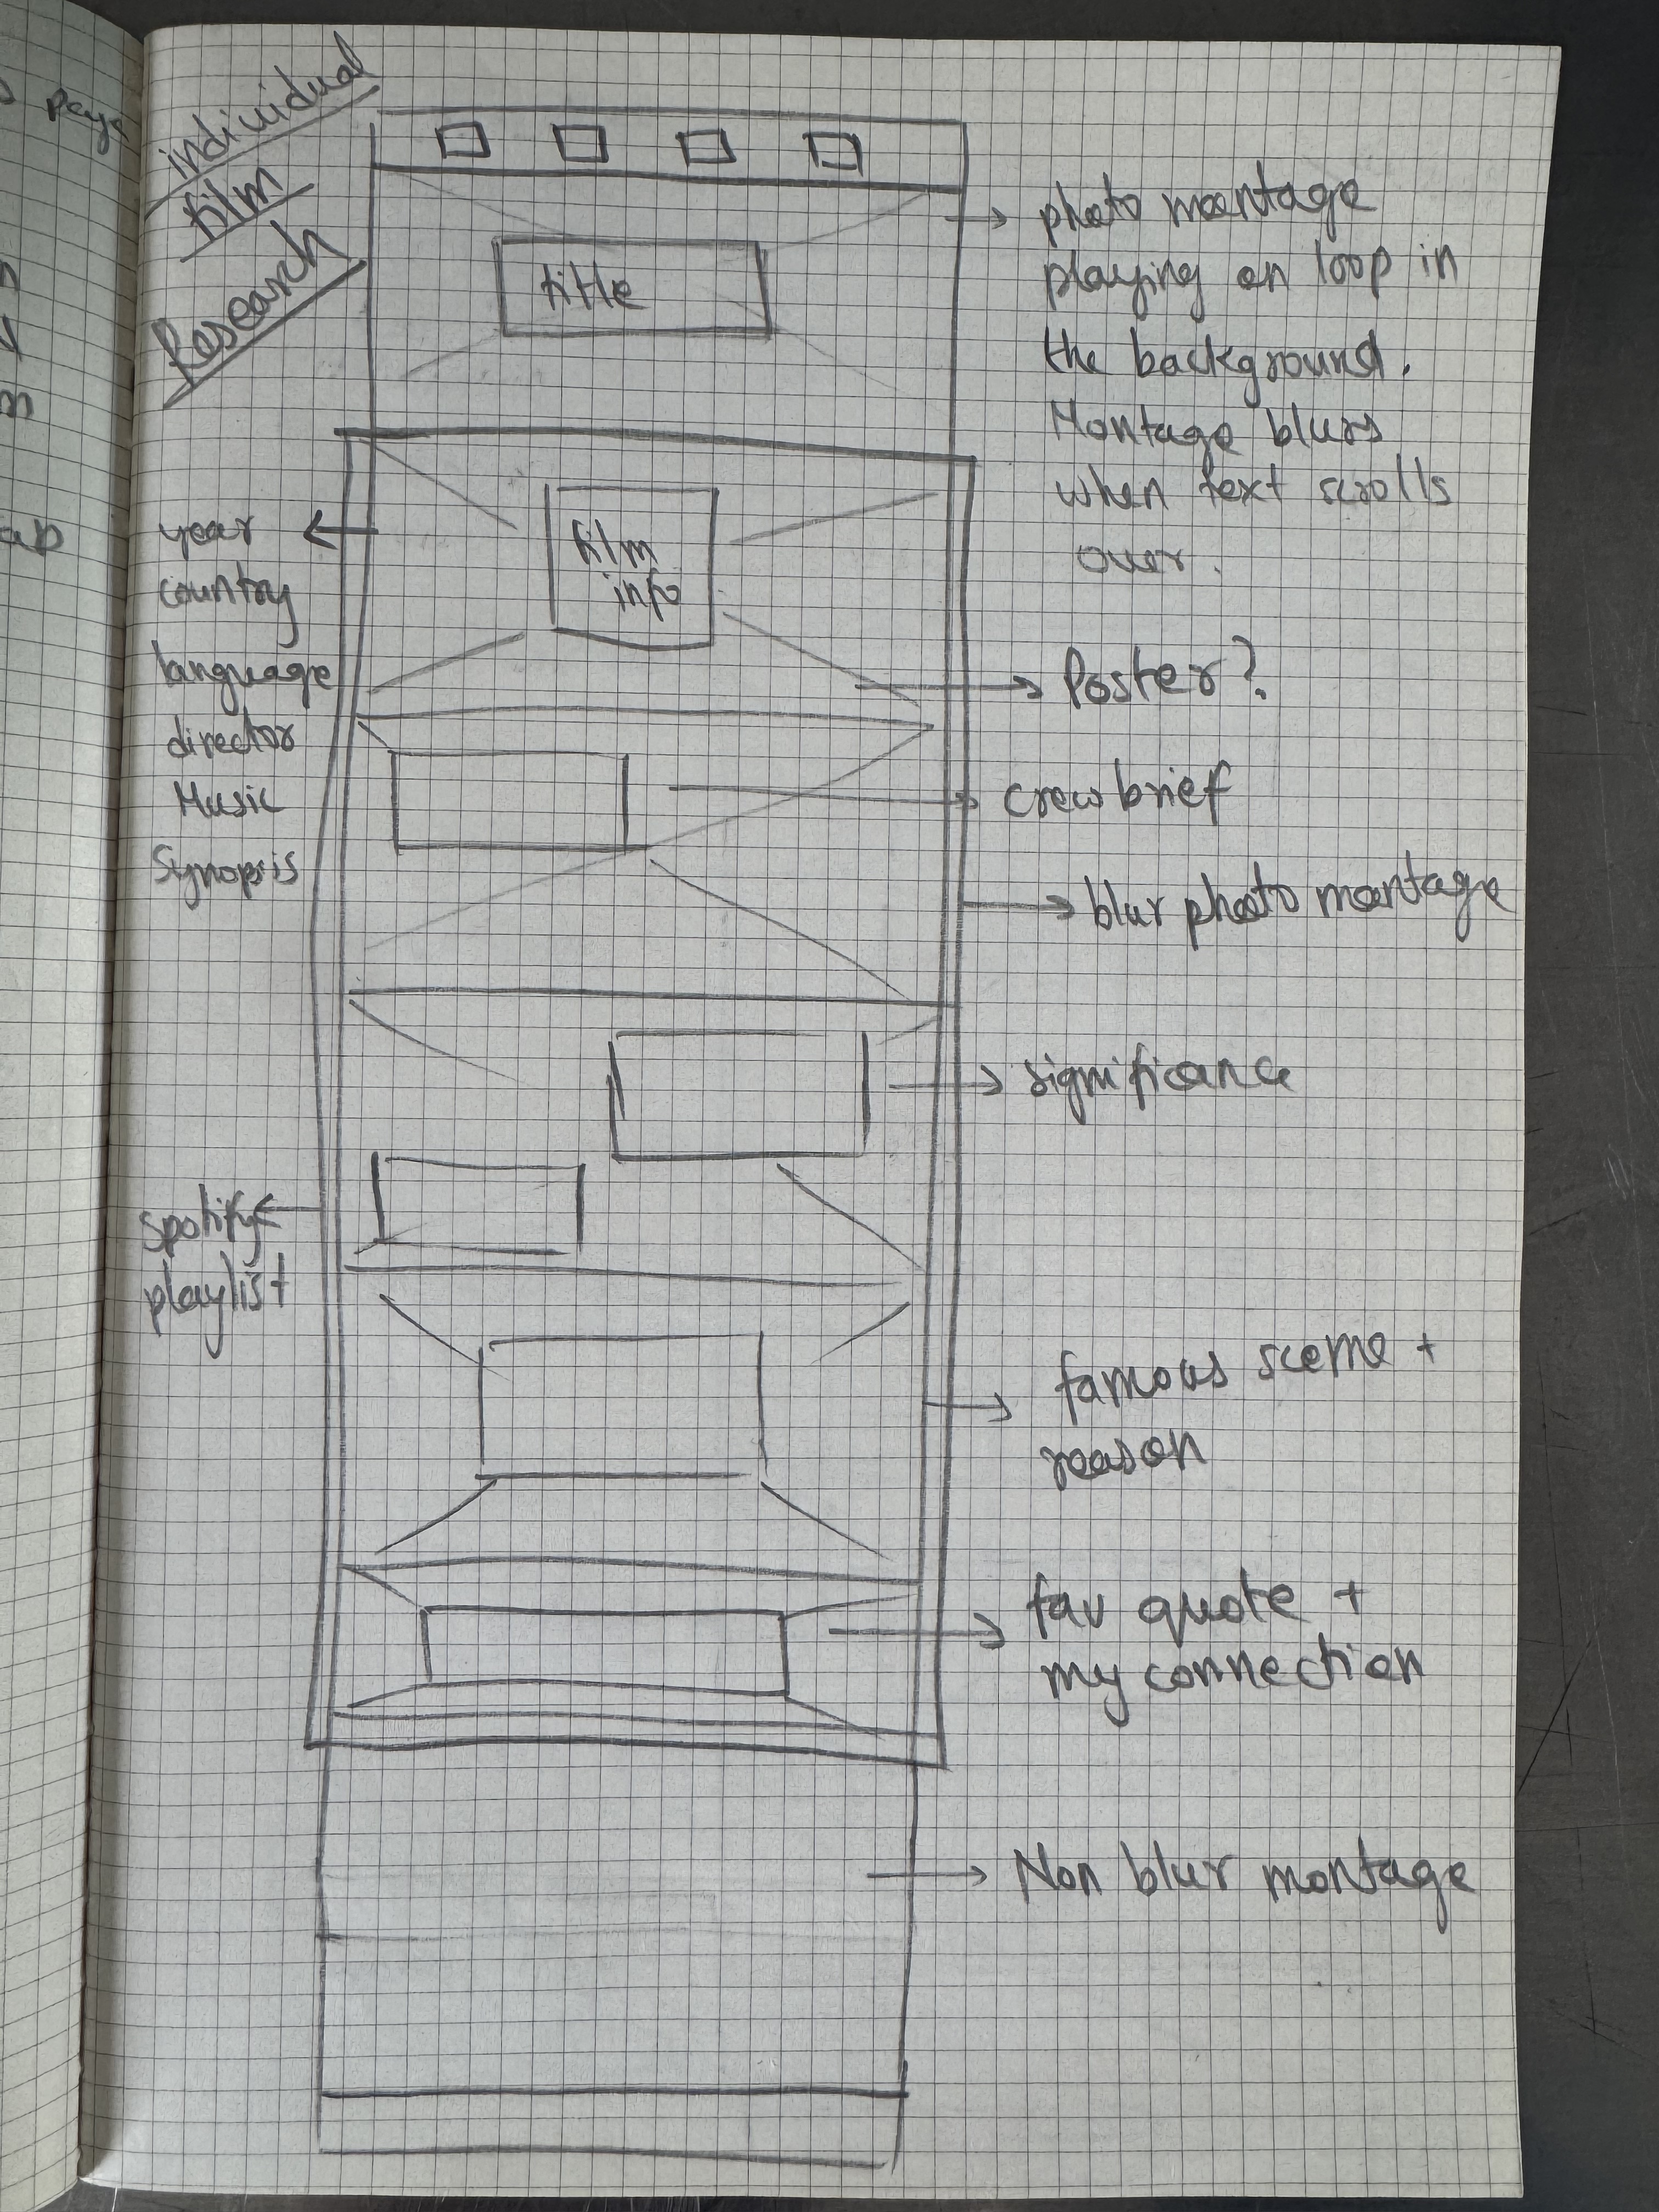 individual
film
Research
title
photo montage
playing on loop in
the background.
Montage blurs
when text scrolls
over.
film
info
year
country
language
director
Music
Synopsis
Poster?
crew brief
blur photo montage
significance
spotify
playlist
famous scene +
reason
fav quote +
my connection
Non blur montage